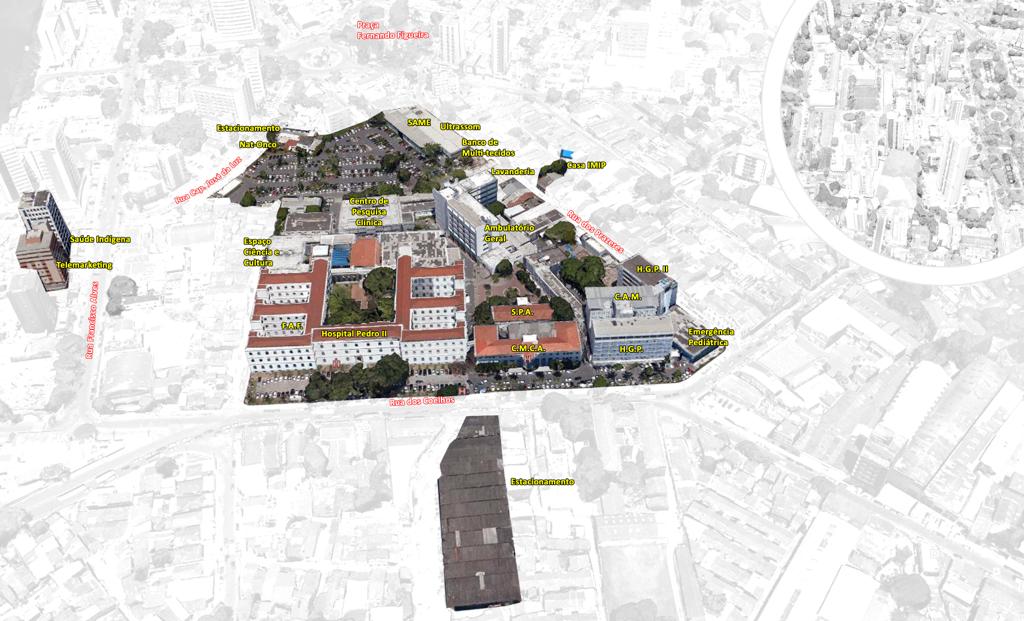 Praça
Fernando Figueira
Estacionamento
SAME
Ultrassom
Nat-Onco
Banco de
Multi-tecidos
Casa IMIP
Lavanderia
Rua Cap. José da Luz
Centro de
Pesquisa
Clínica
Rua dos Prazeres
Ambulatório
Geral
Saúde Indígena
Espaço
Ciência e
Cultura
Telemarketing
H.G.P. II
C.A.M.
Rua Francisco Alves
S.P.A.
F.A.F.
Hospital Pedro II
Emergência
Pediátrica
C.M.C.A.
H.G.P.
Rua dos Coelhos
Estacionamento